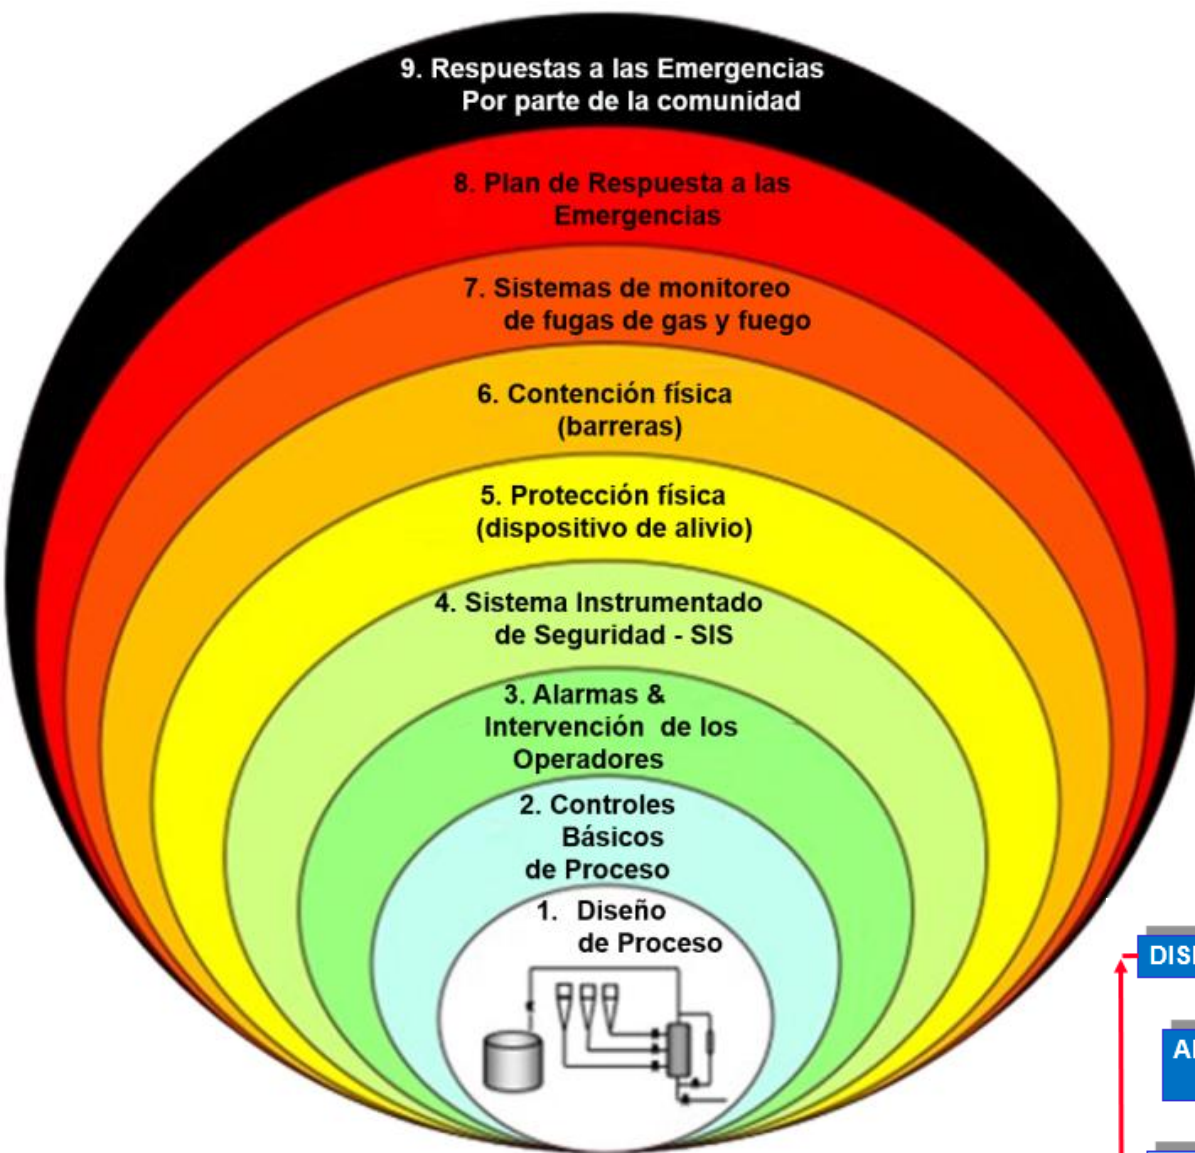 9. Respuestas a las Emergencias
Por parte de la comunidad
8. Plan de Respuesta a las
Emergencias
7. Sistemas de monitoreo
de fugas de gas y fuego
6. Contención física
(barreras)
5. Protección física
(dispositivo de alivio)
4. Sistema Instrumentado
de Seguridad - SIS
3. Alarmas &
Intervención de los
Operadores
2. Controles
Básicos
de Proceso
1. Diseño
de Proceso